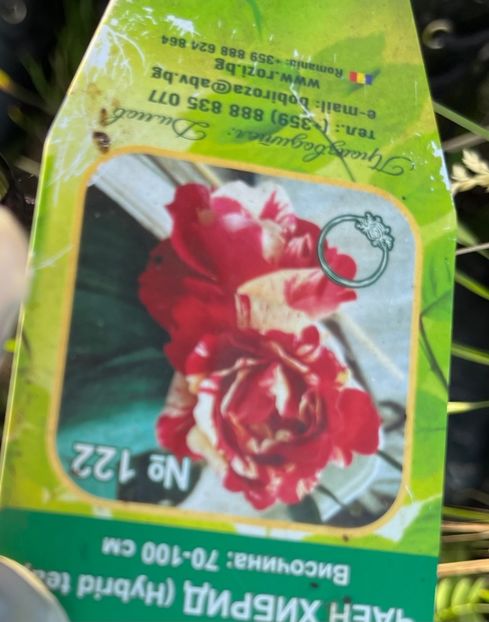 ЧАЕН ХИБРИД (Hybrid tea
Височина: 70-100 см
№ 122
Производител: Дилов
тел.: (+359) 888 835 077
e-mail: bobiroza@abv.bg
www.rozi.bg
Romania: +359 888 624 864